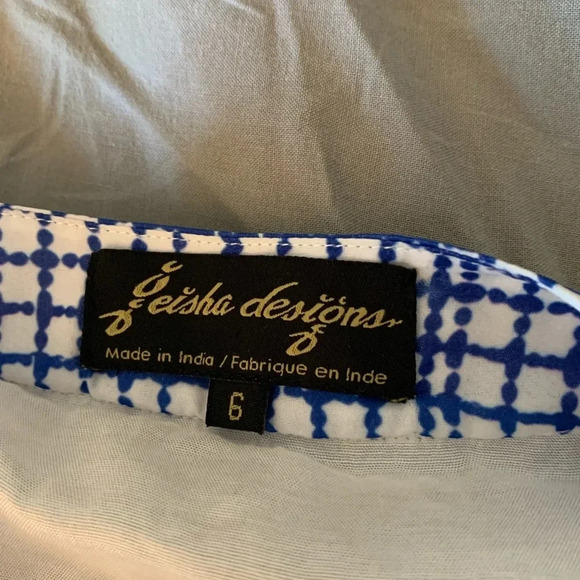 geisha designs
Made in India / Fabrique en Inde
6